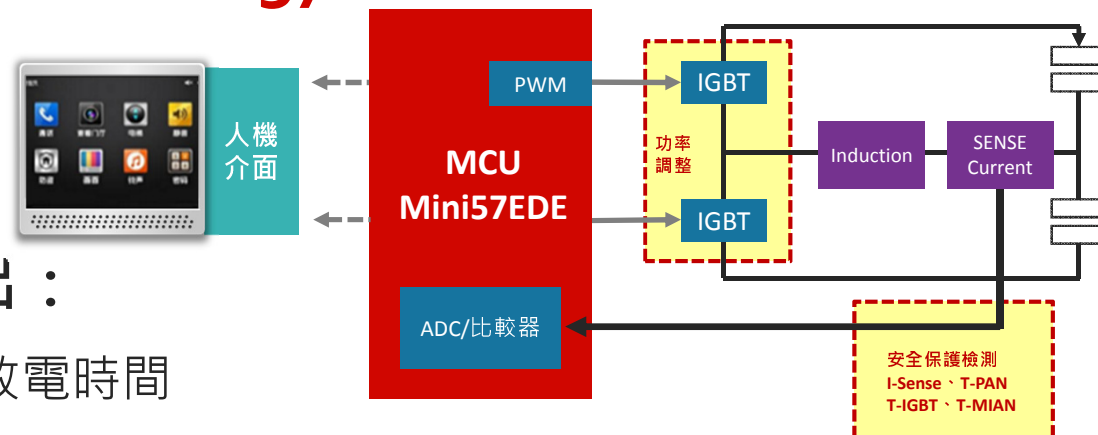 人機
介面
MCU
Mini57EDE
PWM
ADC/比較器
功率
調整
IGBT
IGBT
Induction
SENSE
Current
安全保護檢測
I-Sense、T-PAN
T-IGBT、T-MIAN
出：
放電時間